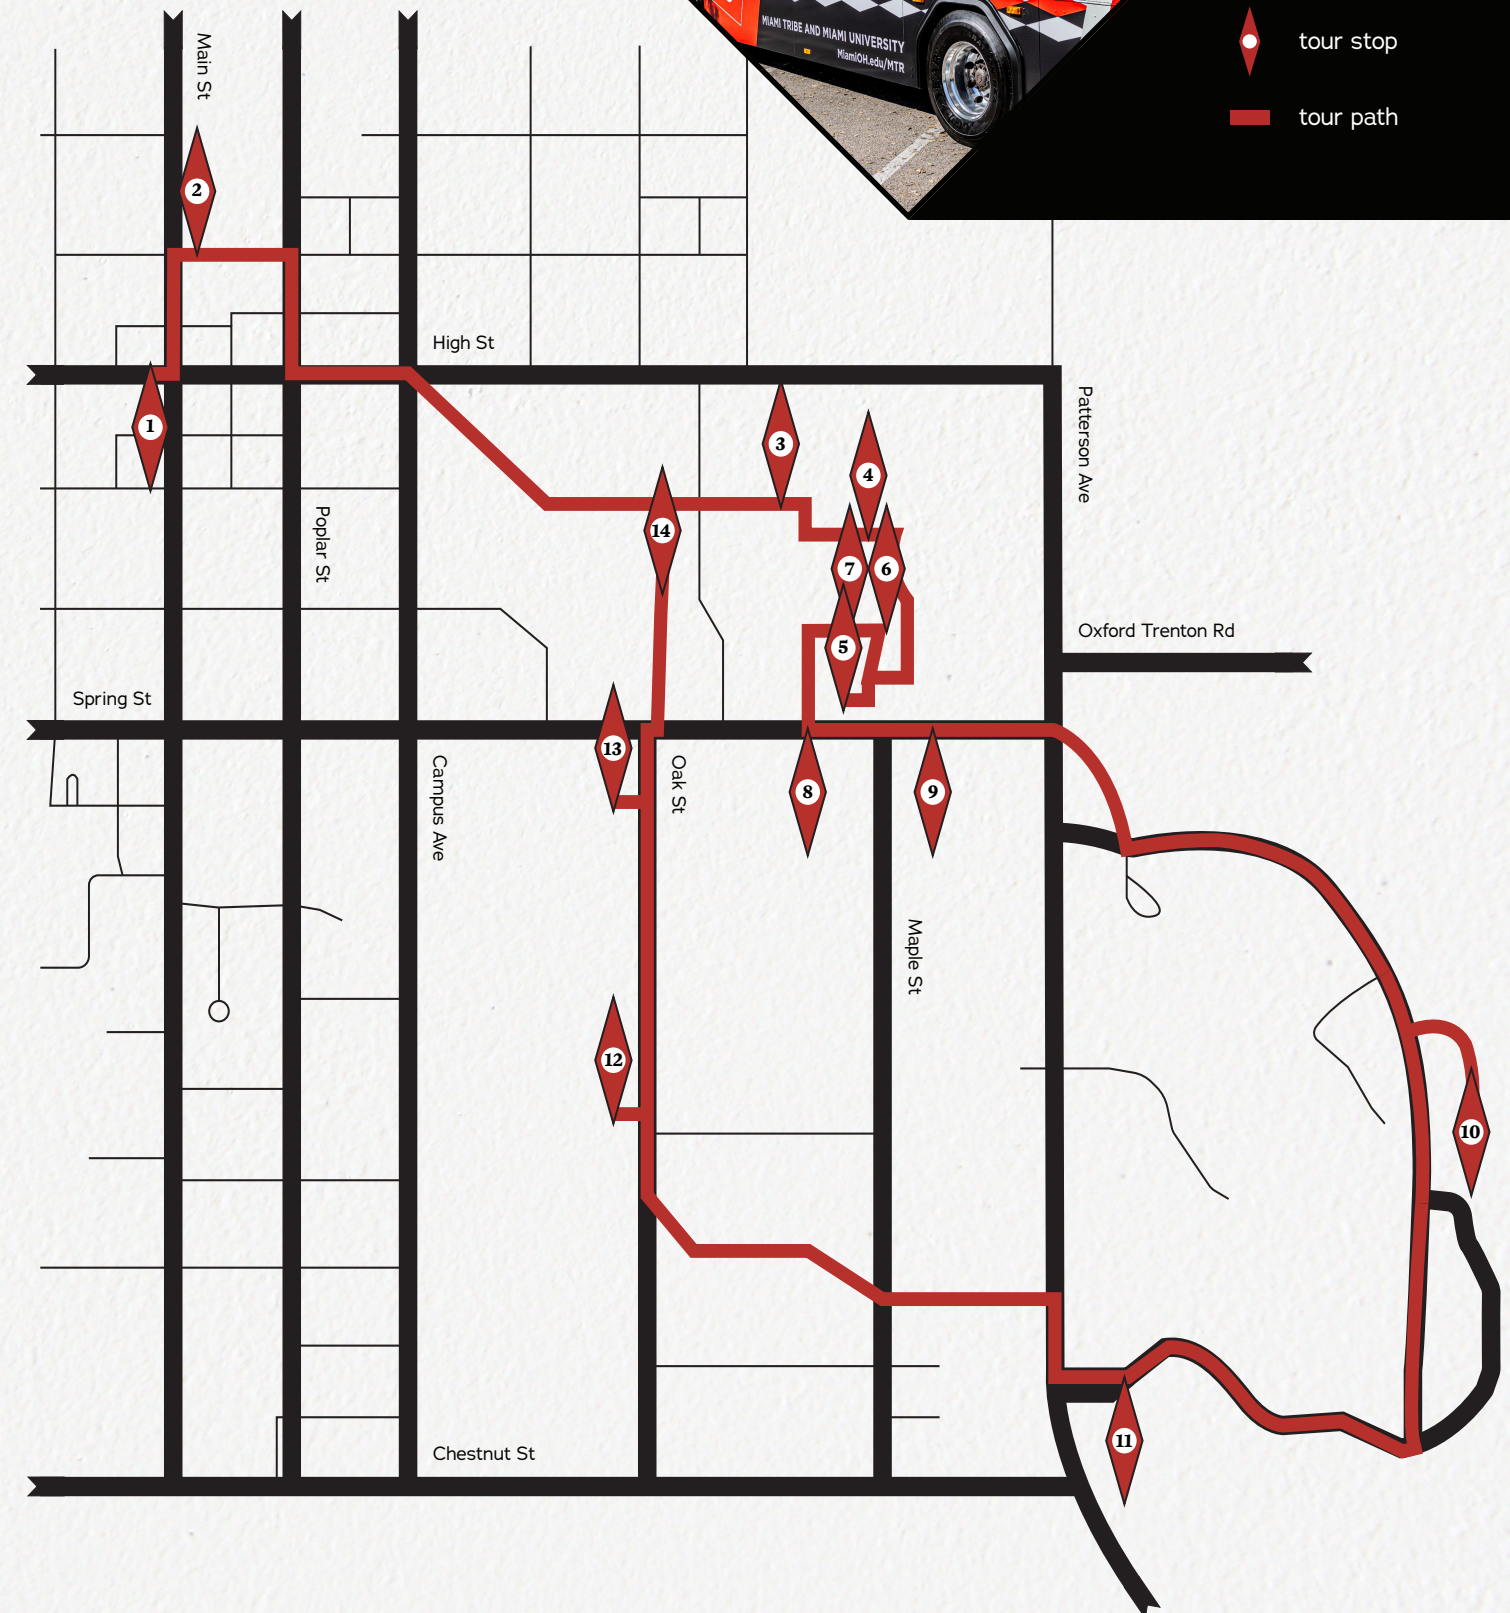 MIAMI TRIBE AND MIAMI UNIVERSITY
MiamiOH.edu/MTR
tour stop
tour path
Main St
2
High St
1
3
Patterson Ave
4
Poplar St
14
7
6
Oxford Trenton Rd
5
Spring St
13
Oak St
8
9
Campus Ave
Maple St
12
10
11
Chestnut St